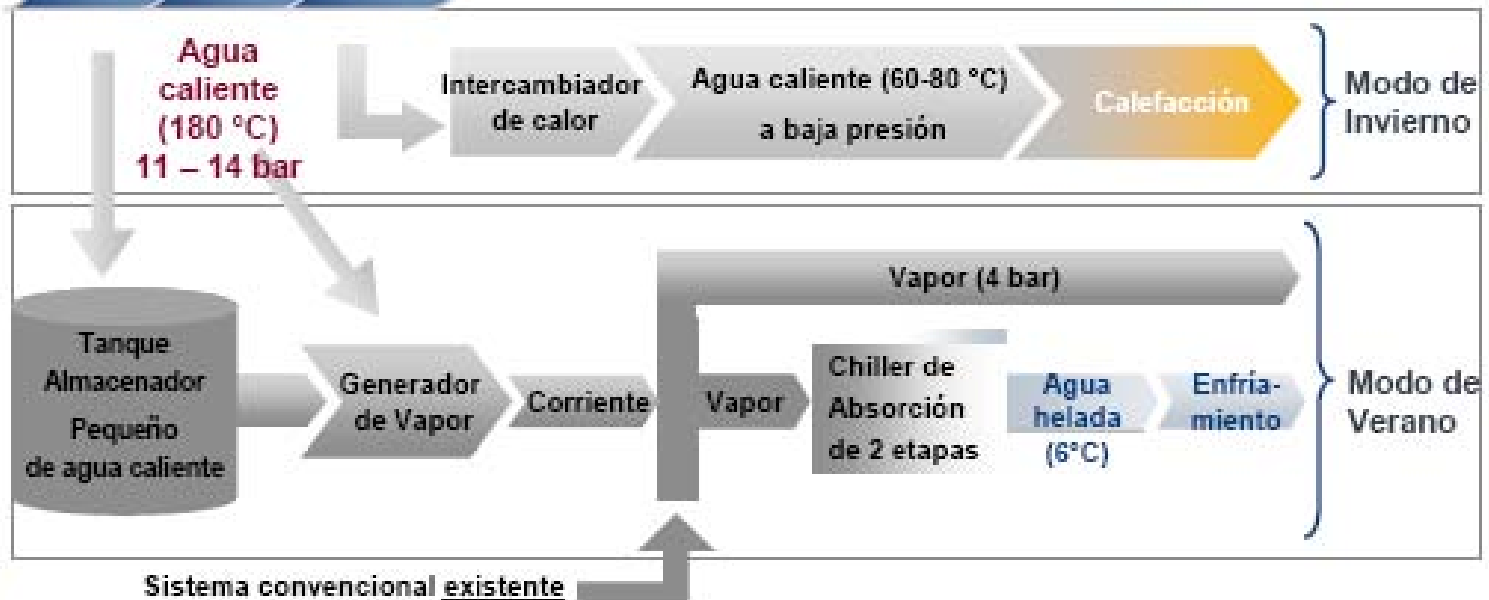 Agua
caliente
(180 °C)
11 – 14 bar
Intercambiador
de calor
Agua caliente (60-80 °C)
a baja presión
Calefacción
Modo de
Invierno
Tanque
Almacenador
Pequeño
de agua caliente
Generador
de Vapor
Corriente
Vapor (4 bar)
Vapor
Chiller de
Absorción
de 2 etapas
Agua
helada
(6°C)
Enfria-
miento
Modo de
Verano
Sistema convencional existente